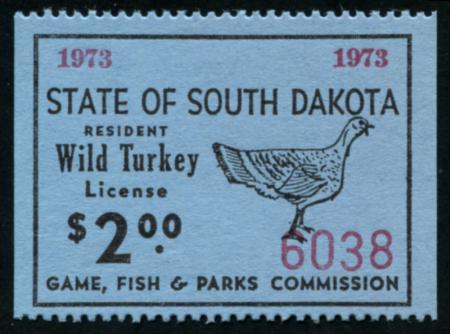 1973 1973
STATE OF SOUTH DAKOTA
RESIDENT
Wild Turkey
License
$2.00
6038
GAME, FISH & PARKS COMMISSION